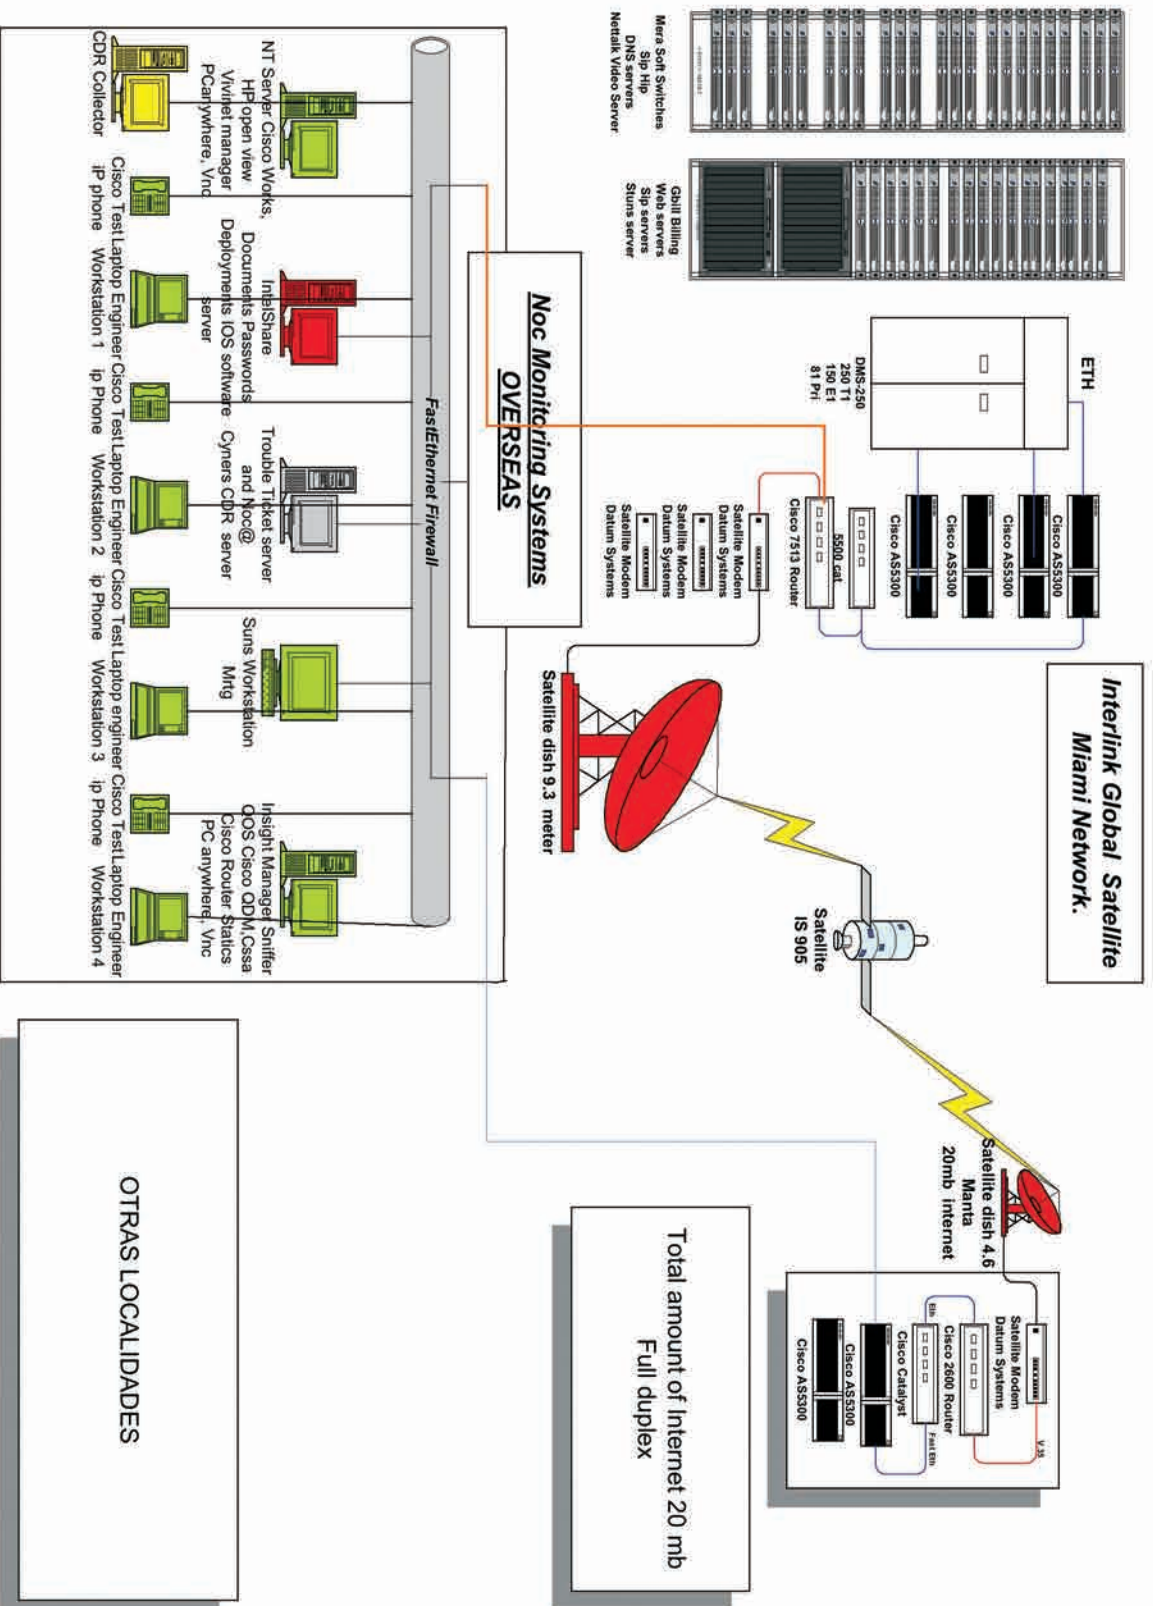 Interlink Global Satellite
Miami Network.
Mera Soft Switches
Sip Hip
DNS servers
Nettalk Video Server
Gbill Billing
Web servers
Sip servers
Stuns server
ETH
DMS-250
250 T1
150 E1
81 Pri
Cisco AS5300
Cisco AS5300
Cisco AS5300
5500 cat
Cisco 7513 Router
Satellite Modem
Datum Systems
Satellite Modem
Datum Systems
Satellite Modem
Datum Systems
Satellite dish 9.3 meter
Satellite
IS 905
Satellite dish 4.6
Manta
20mb internet
Satellite Modem
Datum Systems
V.35
Cisco 2600 Router
Eth
Fast Eth
Cisco Catalyst
Cisco AS5300
Cisco AS5300
Total amount of Internet 20 mb
Full duplex
Noc Monitoring Systems
OVERSEAS
FastEthernet Firewall
NT Server Cisco Works,
HP open view
Vivinet manager
PCanywhere, Vnc
IntelShare
Documents Passwords
Deployments IOS software
server
Trouble Ticket server
and Noc@
Cyners CDR server
Suns Workstation
Mrtg
Insight Manager Sniffer
QOS Cisco QDM,Cssa
Cisco Router Statics
PC anywhere, Vnc
CDR Collector
Cisco Test
iP phone
Laptop Engineer
Workstation 1
Cisco Test
ip Phone
Laptop Engineer
Workstation 2
Cisco Test
ip Phone
Laptop engineer
Workstation 3
Cisco Test
ip Phone
Laptop Engineer
Workstation 4
OTRAS LOCALIDADES